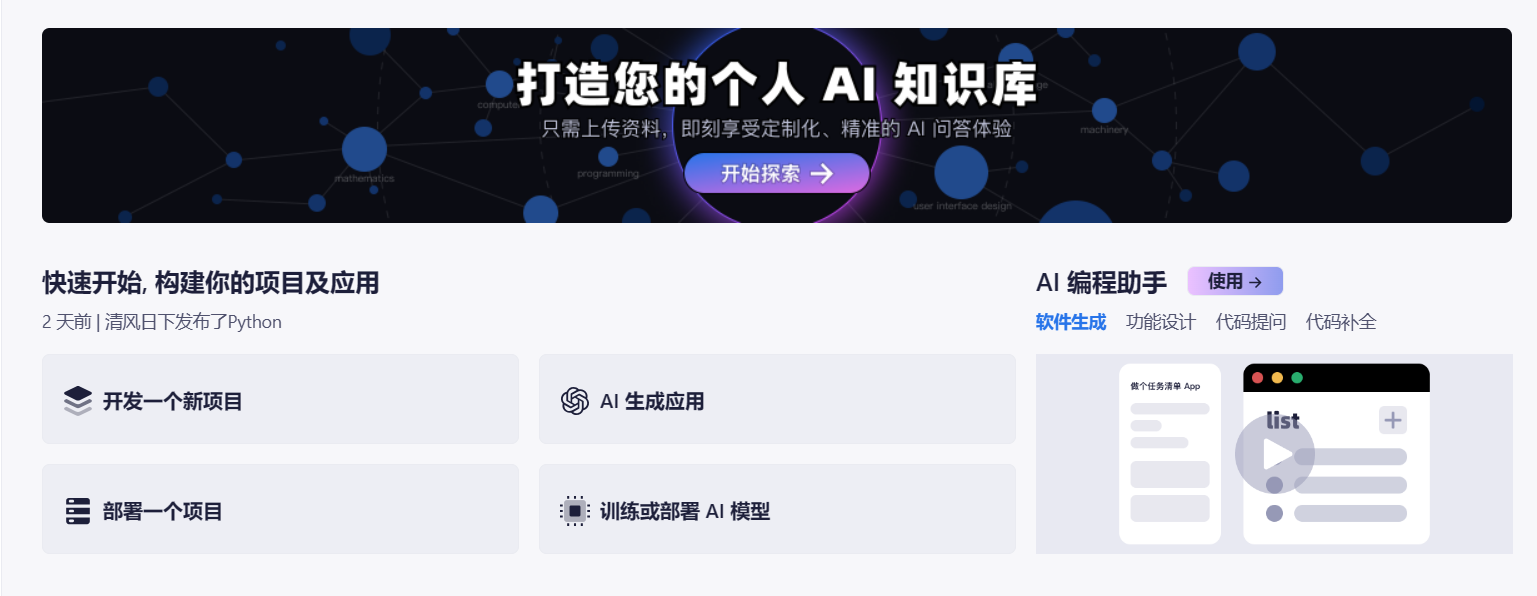 打造您的个人 AI 知识库
只需上传资料，即刻享受定制化、精准的 AI 问答体验
开始探索 →
mathematics
programming
machinery
user interface design
快速开始, 构建你的项目及应用
2 天前 | 清风日下发布了Python
开发一个新项目
AI 生成应用
部署一个项目
训练或部署 AI 模型
AI 编程助手
使用 →
软件生成 功能设计 代码提问 代码补全
做个任务清单 App
list